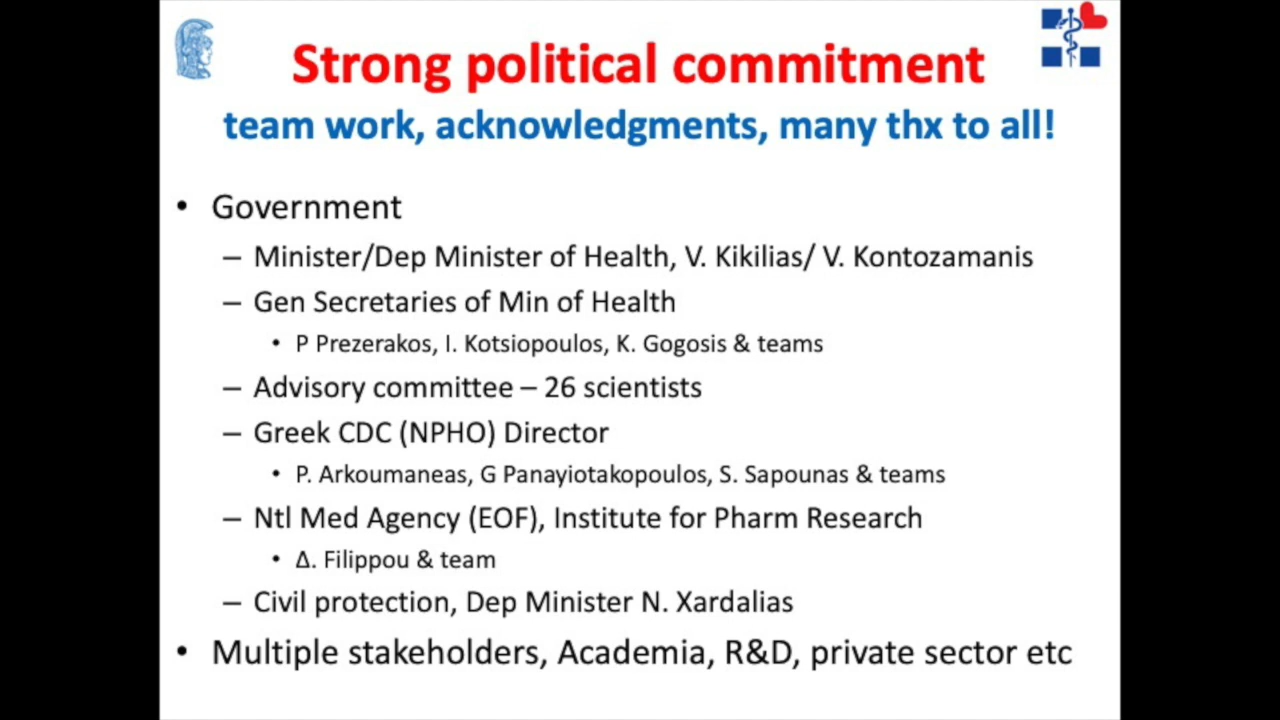 Strong political commitment
team work, acknowledgments, many thx to all!
• Government
– Minister/Dep Minister of Health, V. Kikilias/ V. Kontozamanis
– Gen Secretaries of Min of Health
• P Prezerakos, I. Kotsiopoulos, K. Gogosis & teams
– Advisory committee – 26 scientists
– Greek CDC (NPHO) Director
• P. Arkoumaneas, G Panayiotakopoulos, S. Sapounas & teams
– Ntl Med Agency (EOF), Institute for Pharm Research
• Δ. Filippou & team
– Civil protection, Dep Minister N. Xardalias
• Multiple stakeholders, Academia, R&D, private sector etc